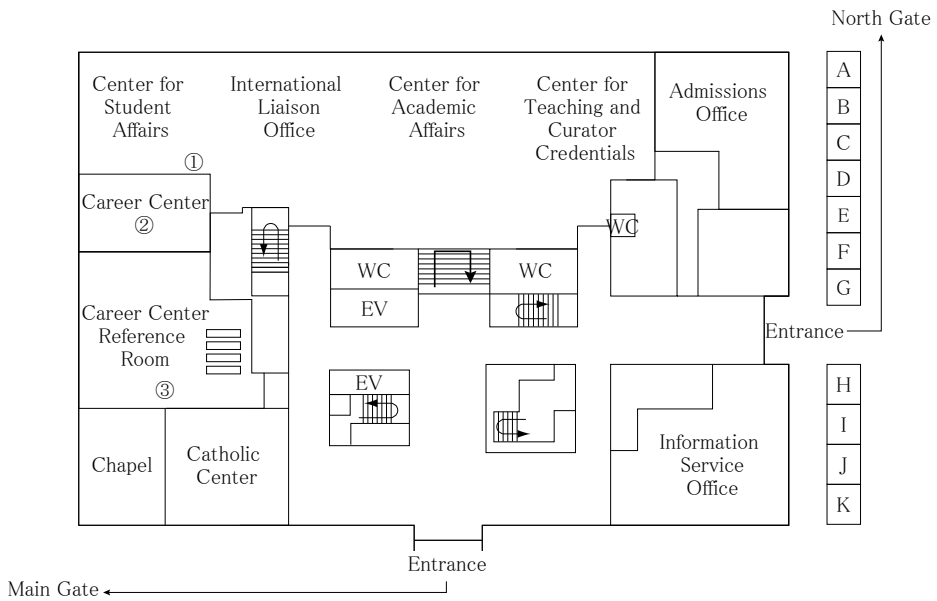 North Gate
Center for
Student
Affairs
International
Liaison
Office
Center for
Academic
Affairs
Center for
Teaching and
Curator
Credentials
Admissions
Office
A
B
C
D
E
F
G
①
Career Center
②
WC
WC
WC
EV
Career Center
Reference
Room
③
Entrance
EV
H
I
J
K
Chapel
Catholic
Center
Information
Service
Office
Entrance
Main Gate